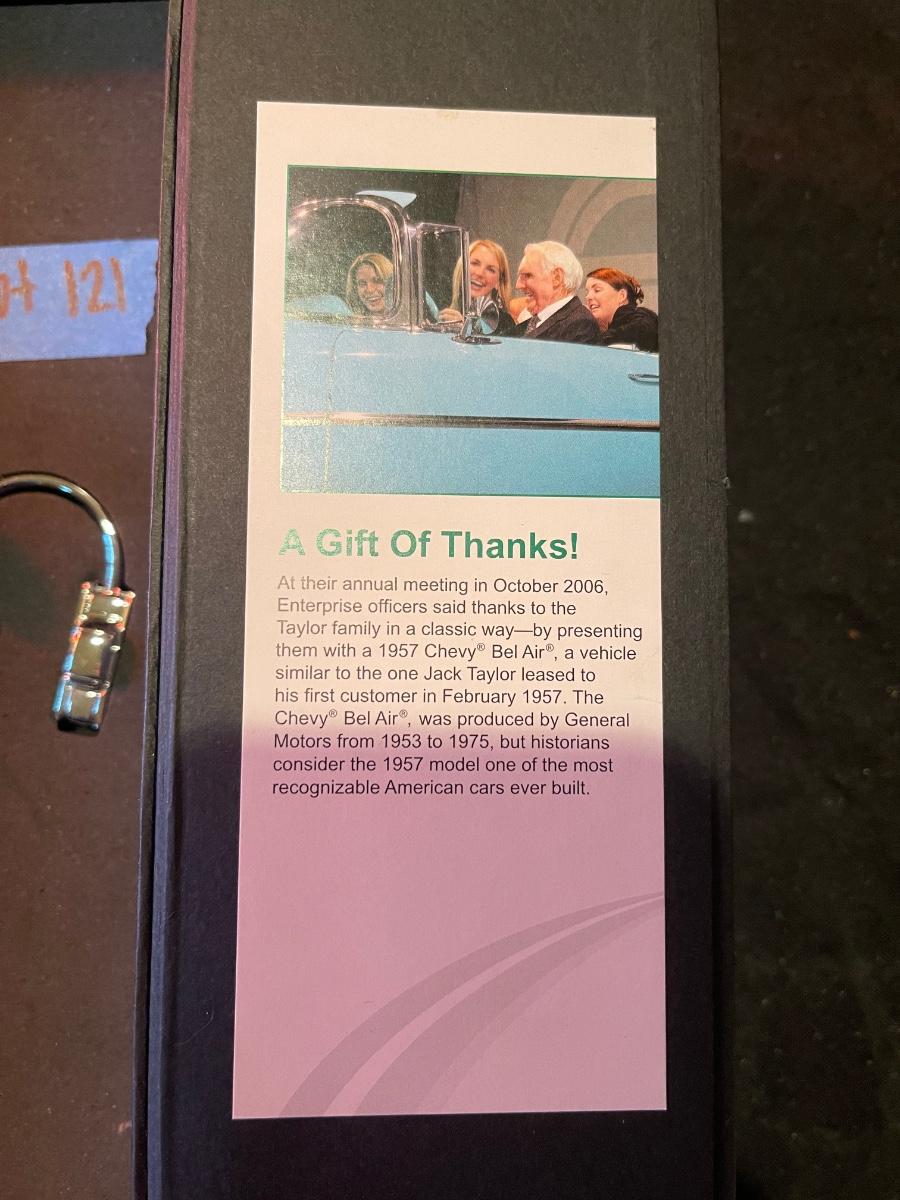 121
A Gift Of Thanks!
At their annual meeting in October 2006,
Enterprise officers said thanks to the
Taylor family in a classic way—by presenting
them with a 1957 Chevy® Bel Air®, a vehicle
similar to the one Jack Taylor leased to
his first customer in February 1957. The
Chevy® Bel Air®, was produced by General
Motors from 1953 to 1975, but historians
consider the 1957 model one of the most
recognizable American cars ever built.